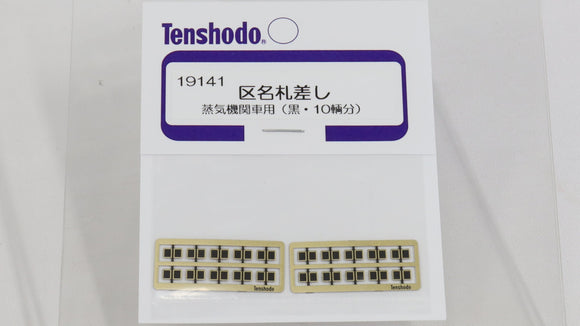 Tenshodo®
19141
区名札差し
蒸気機関車用（黒・10輌分）
Tenshodo
Tenshodo